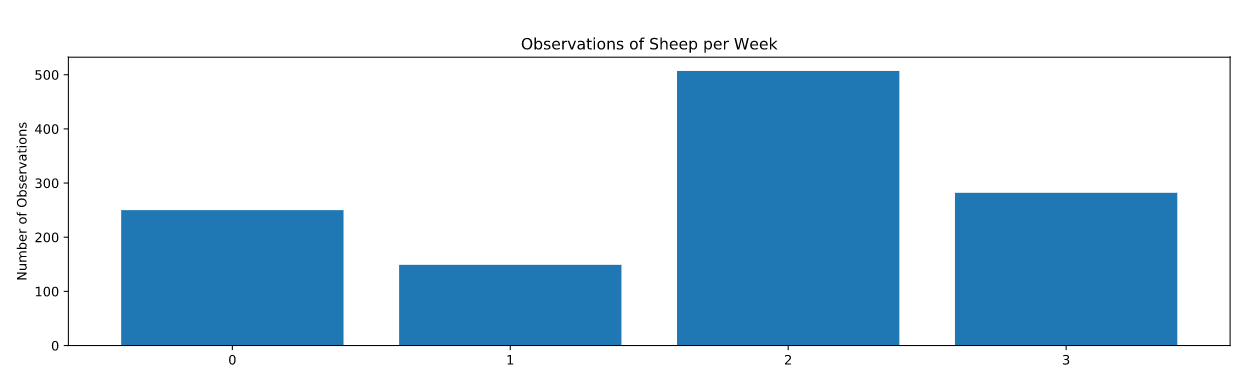 Observations of Sheep per Week
Number of Observations
500
400
300
200
100
0
0 1 2 3